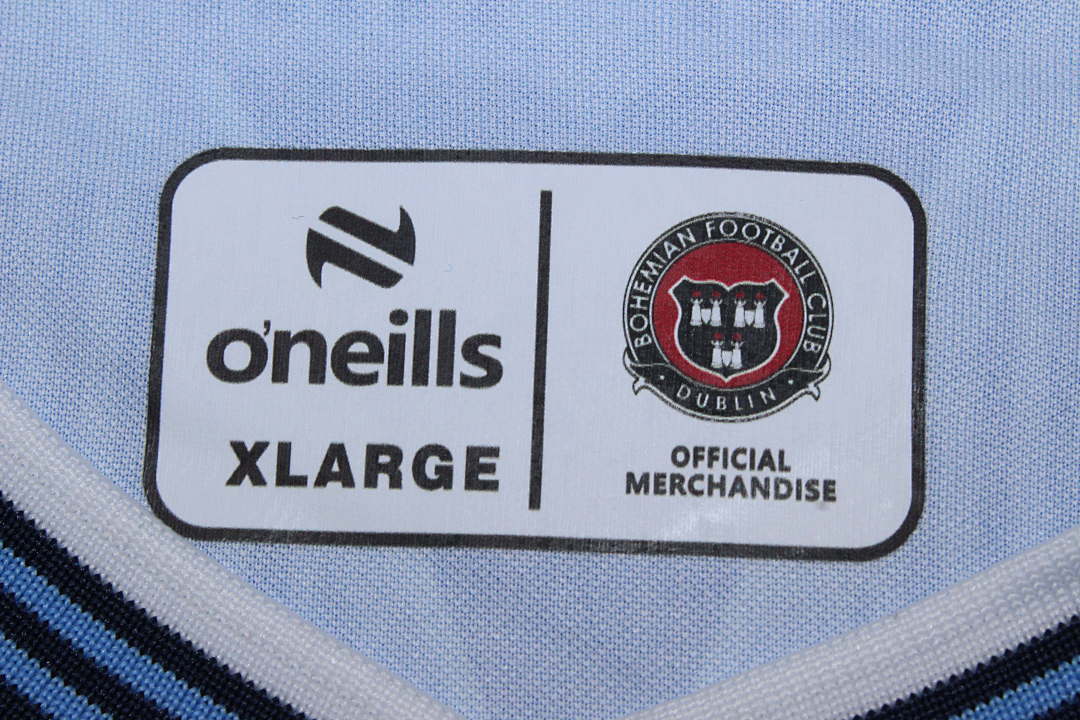 o'neills
XLARGE
BOHEMIAN FOOTBALL CLUB
DUBLIN
OFFICIAL
MERCHANDISE